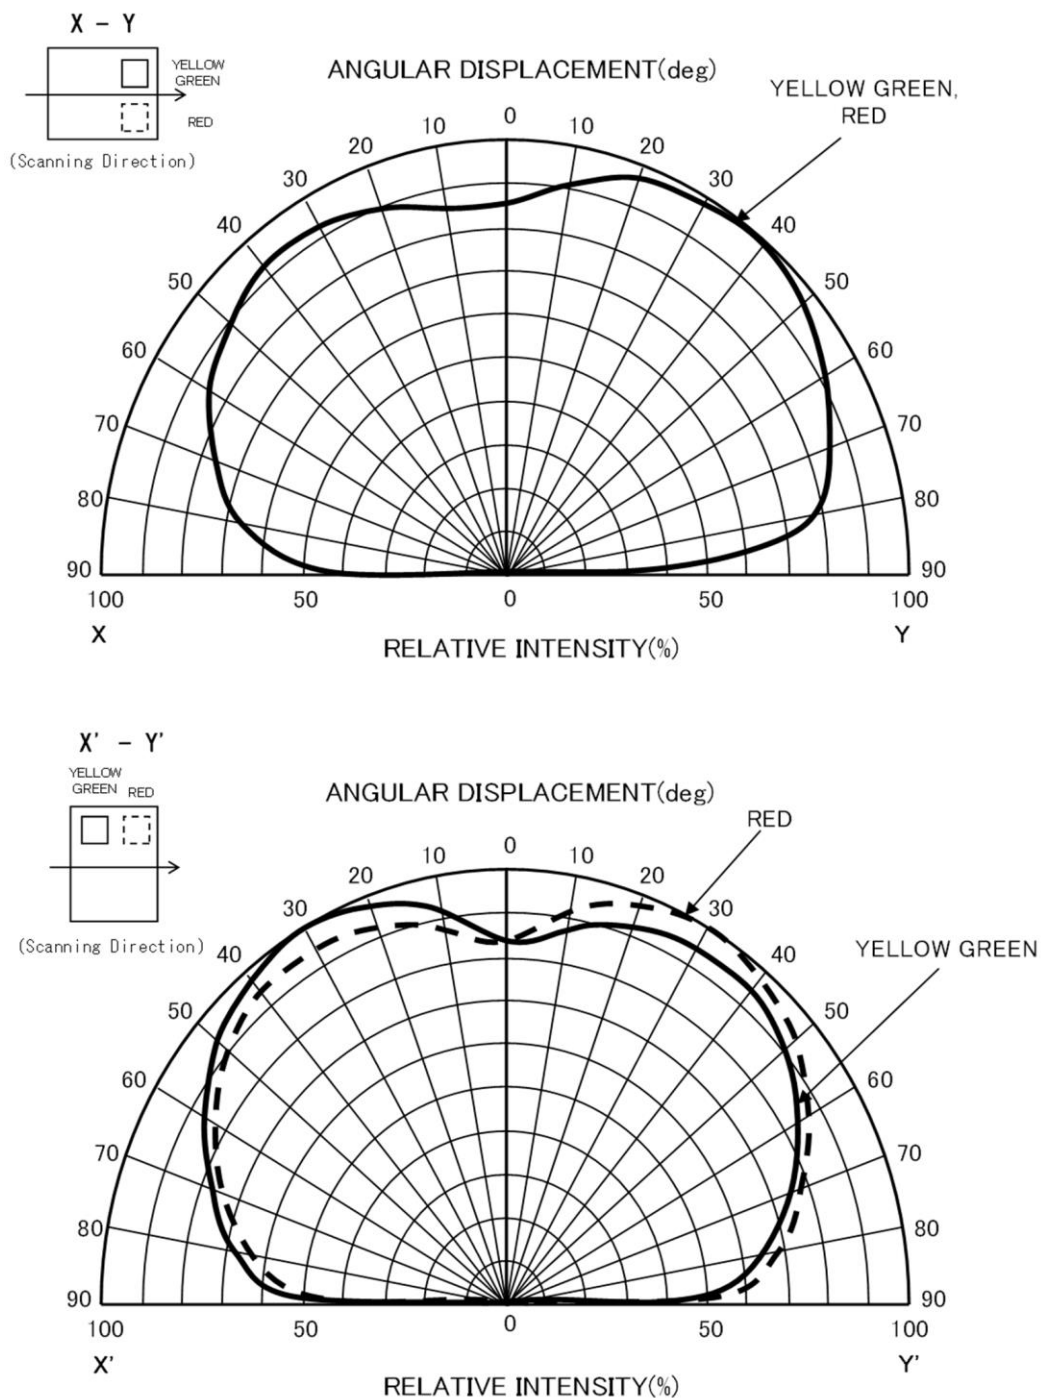 X - Y
YELLOW
GREEN
RED
(Scanning Direction)
ANGULAR DISPLACEMENT(deg)
YELLOW GREEN,
RED
0
10
10
20
20
30
30
40
40
50
50
60
60
70
70
80
80
90
90
100
50
0
50
100
X
Y
RELATIVE INTENSITY(%)
X' - Y'
YELLOW
GREEN
RED
(Scanning Direction)
ANGULAR DISPLACEMENT(deg)
RED
YELLOW GREEN
0
10
10
20
20
30
30
40
40
50
50
60
60
70
70
80
80
90
90
100
50
0
50
100
X'
Y'
RELATIVE INTENSITY(%)